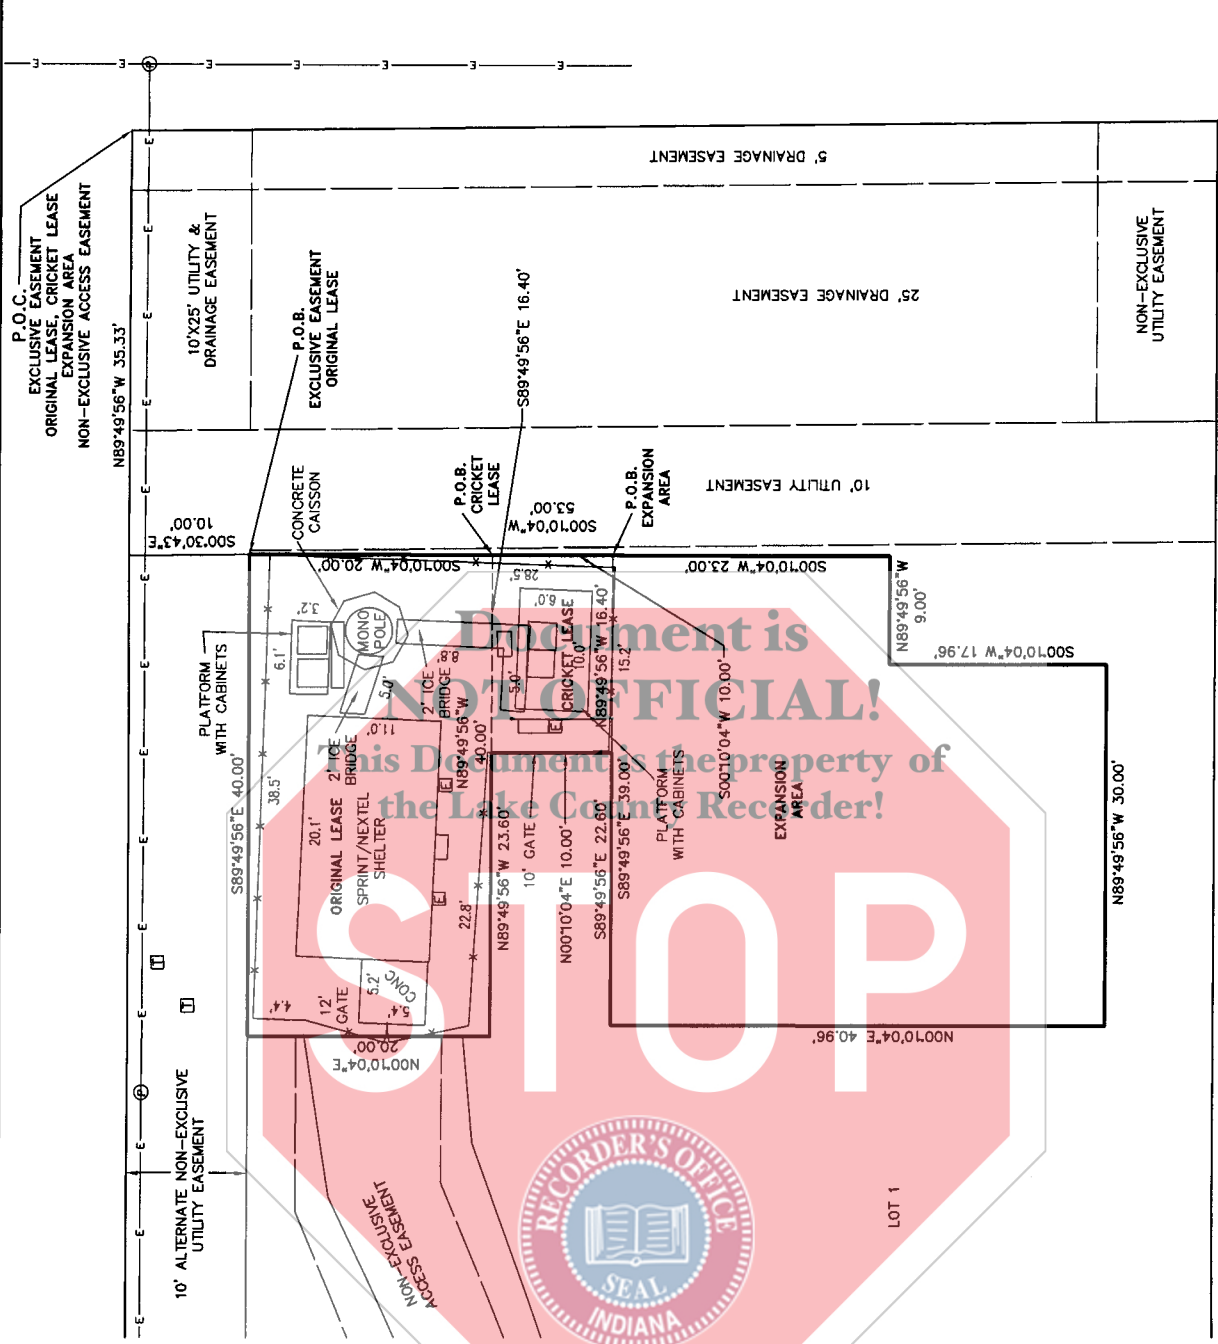 P.O.C.
EXCLUSIVE EASEMENT
ORIGINAL LEASE, CRICKET LEASE
EXPANSION AREA
NON-EXCLUSIVE ACCESS EASEMENT
N89°49'56"W 35.33'
10'X25' UTILITY &
DRAINAGE EASEMENT
P.O.B.
EXCLUSIVE EASEMENT
ORIGINAL LEASE
5' DRAINAGE EASEMENT
25' DRAINAGE EASEMENT
NON-EXCLUSIVE
UTILITY EASEMENT
10' UTILITY EASEMENT
S89°49'56"E 16.40'
CONCRETE
CAISSON
P.O.B.
CRICKET
LEASE
P.O.B.
EXPANSION
AREA
S00°10'04"W
53.00'
S00°30'43"E
10.00'
S00°10'04"W 20.00'
28.5'
S00°10'04"W 23.00'
N89°49'56"W
9.00'
S00°10'04"W 17.96'
PLATFORM
WITH CABINETS
3.2'
6.1'
MONO
POLE
8.8'
5.0'
2' ICE
BRIDGE
2' ICE
BRIDGE
11.0'
N89°49'56"W
40.00'
6.0'
10.0'
5.0'
CRICKET LEASE
N89°49'56"W 16.40'
15.2'
S00°10'04"W 10.00'
PLATFORM
WITH CABINETS
EXPANSION
AREA
N89°49'56"W 30.00'
S89°49'56"E 40.00'
38.5'
20.1'
ORIGINAL LEASE
SPRINT/NEXTEL
SHELTER
E
E
E
22.8'
N89°49'56"W 23.60'
10' GATE
N00°10'04"E 10.00'
S89°49'56"E 22.60'
S89°49'56"E 39.00'
4.4'
12'
GATE
5.2'
CONC
5.4'
N00°10'04"E
20.00'
N00°10'04"E 40.96'
T
T
P
10' ALTERNATE NON-EXCLUSIVE
UTILITY EASEMENT
NON-EXCLUSIVE
ACCESS EASEMENT
LOT 1
Document is
NOT OFFICIAL!
This Document is the property of
the Lake County Recorder!
STOP
RECORDER'S OFFICE
SEAL
INDIANA